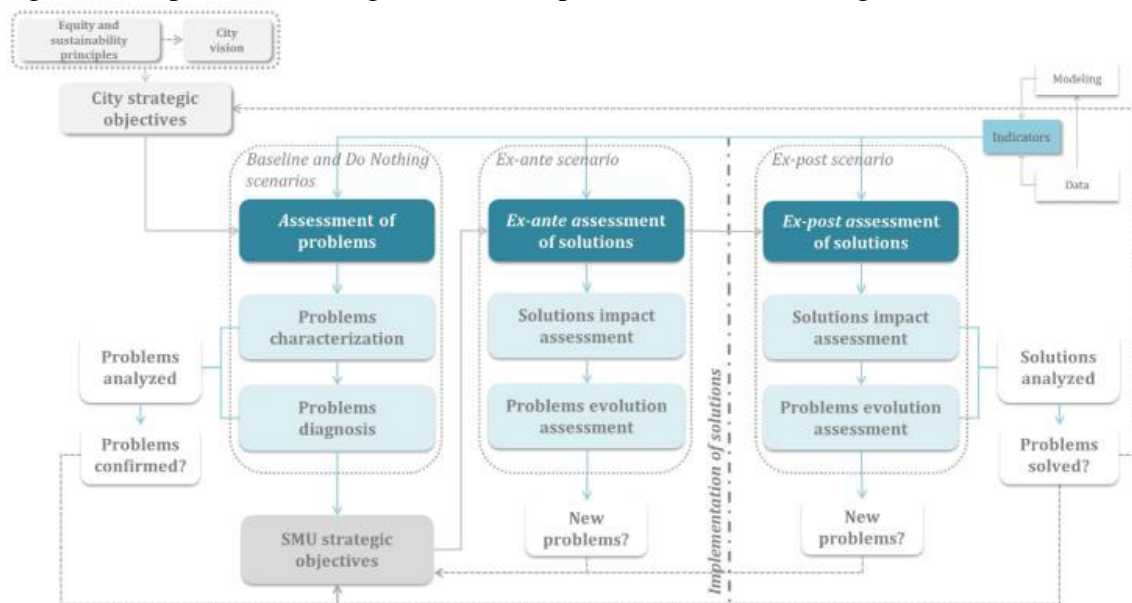 Equity and
sustainability
principles
City
vision
City strategic
objectives
Modeling
Indicators
Data
Baseline and Do Nothing
scenarios
Ex-ante scenario
Ex-post scenario
Assessment of
problems
Ex-ante assessment
of solutions
Ex-post assessment
of solutions
Problems
characterization
Solutions impact
assessment
Solutions impact
assessment
Problems
analyzed
Solutions
analyzed
Problems
diagnosis
Problems evolution
assessment
Problems evolution
assessment
Problems
confirmed?
Problems
solved?
Implementation of solutions
SMU strategic
objectives
New
problems?
New
problems?